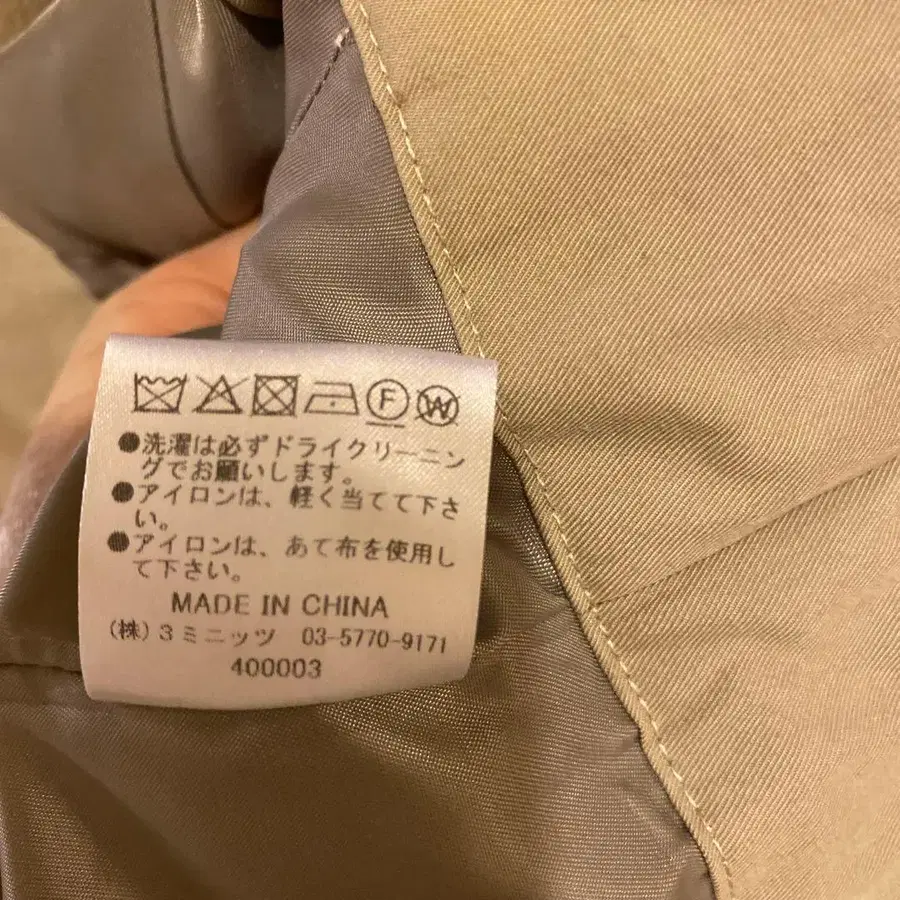 F W
●洗濯は必ずドライクリーニン
グでお願いします。
●アイロンは、軽く当てて下さ
い。
●アイロンは、あて布を使用し
て下さい。
MADE IN CHINA
(株)3ミニッツ 03-5770-9171
400003